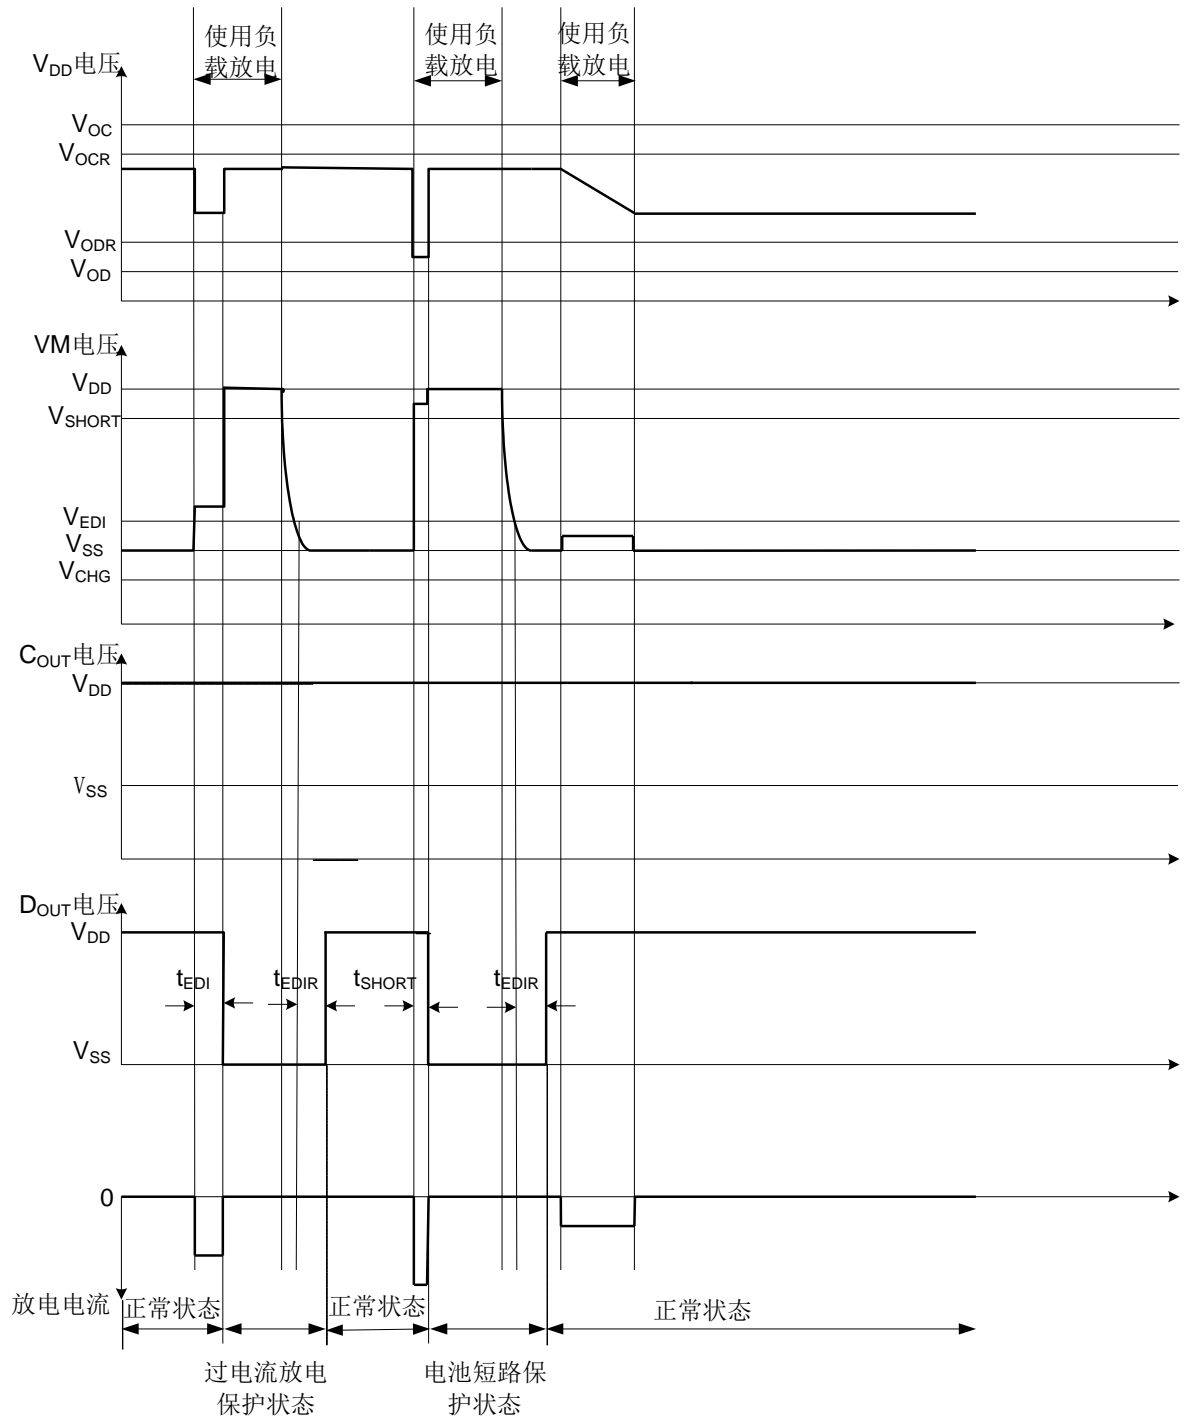 使用负
载放电
使用负
载放电
使用负
载放电
VDD电压
VOC
VOCR
VODR
VOD
VM电压
VDD
VSHORT
VEDI
VSS
VCHG
COUT电压
VDD
VSS
DOUT电压
VDD
tEDI
tEDIR
tSHORT
tEDIR
VSS
0
放电电流
正常状态
正常状态
正常状态
过电流放电
保护状态
电池短路保
护状态